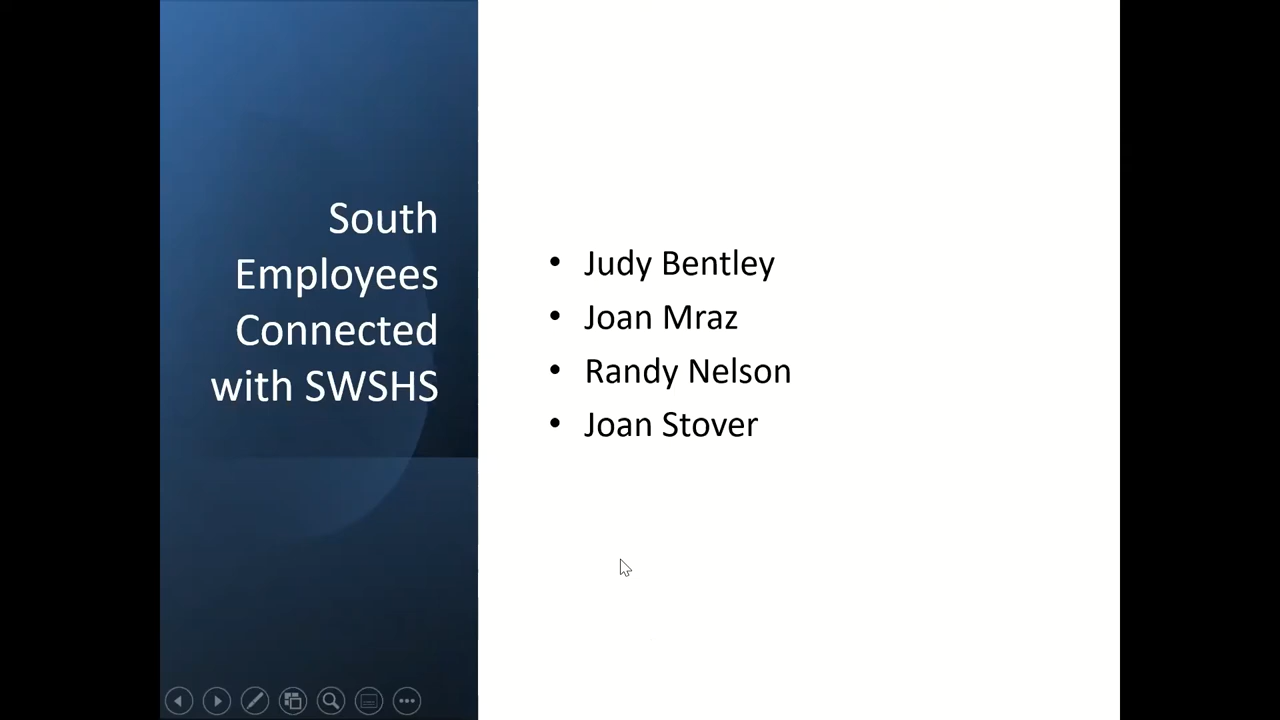 South
Employees
Connected
with SWSHS
• Judy Bentley
• Joan Mraz
• Randy Nelson
• Joan Stover